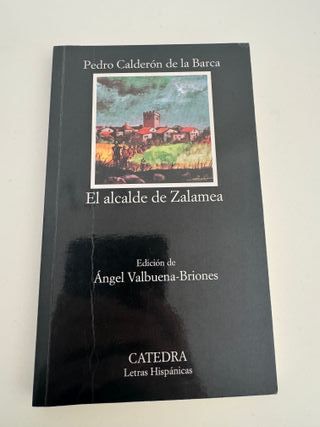 Pedro Calderón de la Barca
El alcalde de Zalamea
Edición de
Ángel Valbuena-Briones
CATEDRA
Letras Hispánicas